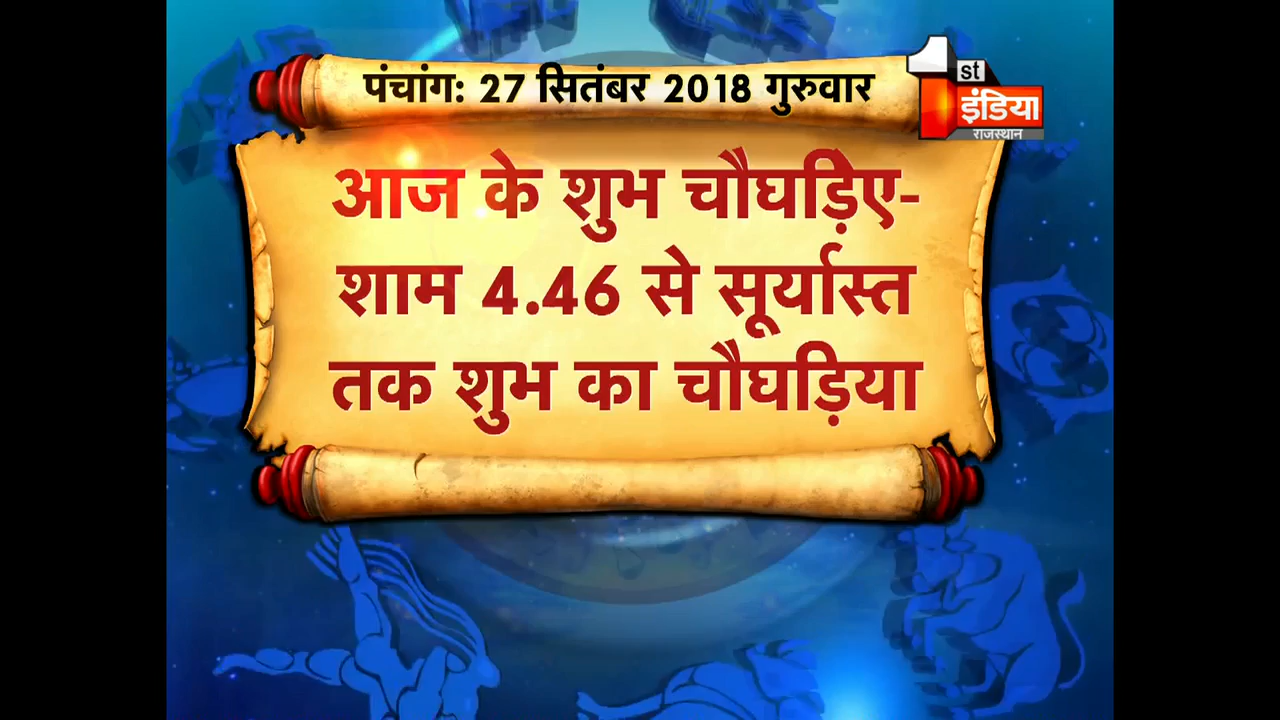 पंचांग: 27 सितंबर 2018 गुरुवार
1st
इंडिया
राजस्थान
आज के शुभ चौघड़िए-
शाम 4.46 से सूर्यास्त
तक शुभ का चौघड़िया